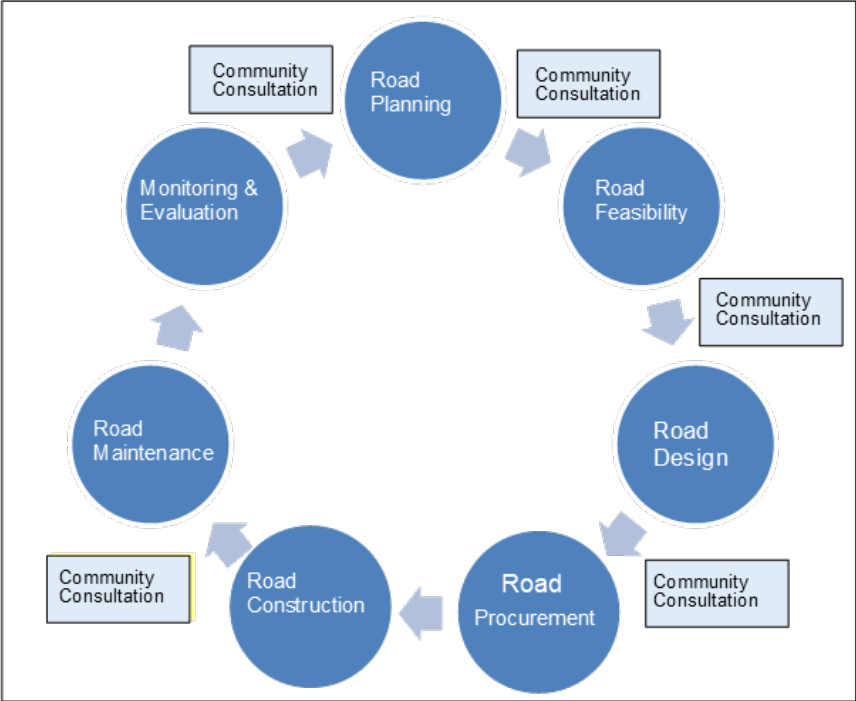 Community
Consultation
Road
Planning
Community
Consultation
Monitoring &
Evaluation
Road
Feasibility
Community
Consultation
Road
Maintenance
Road
Design
Community
Consultation
Road
Construction
Road
Procurement
Community
Consultation